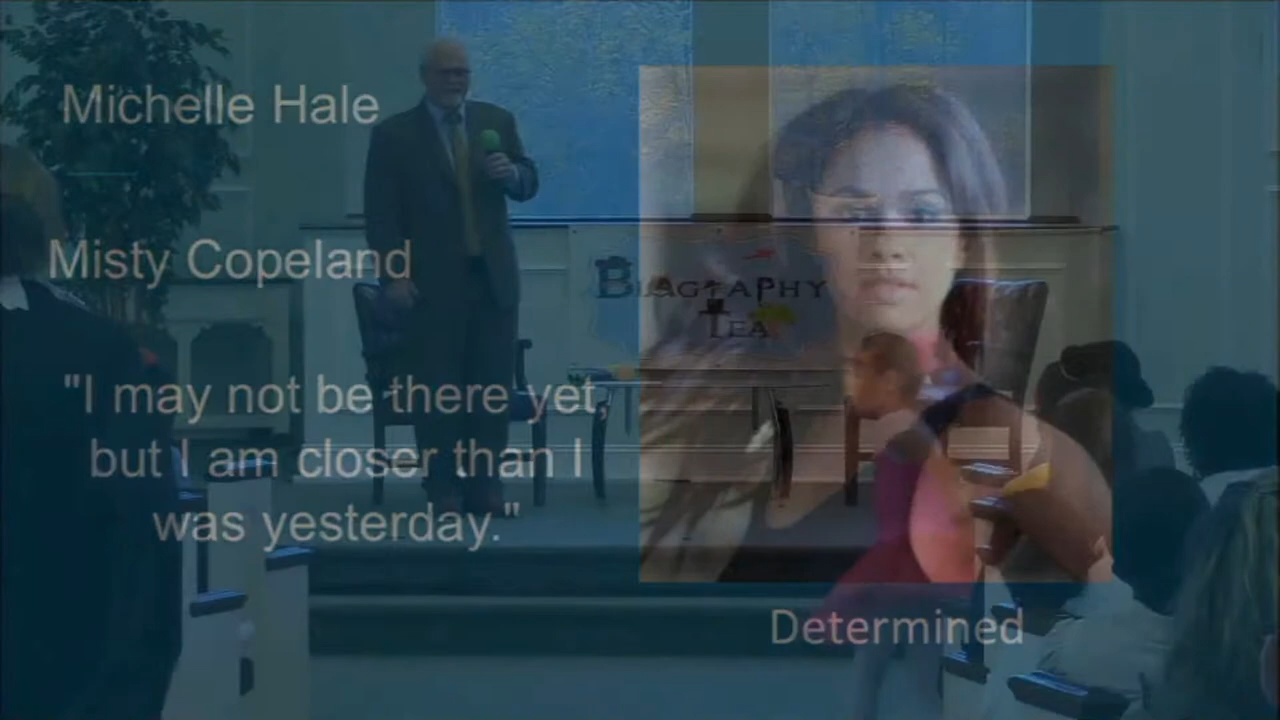 Michelle Hale
Misty Copeland
"I may not be there yet
but I am closer than I
was yesterday."
BIOGRAPHY
TEA
Determined